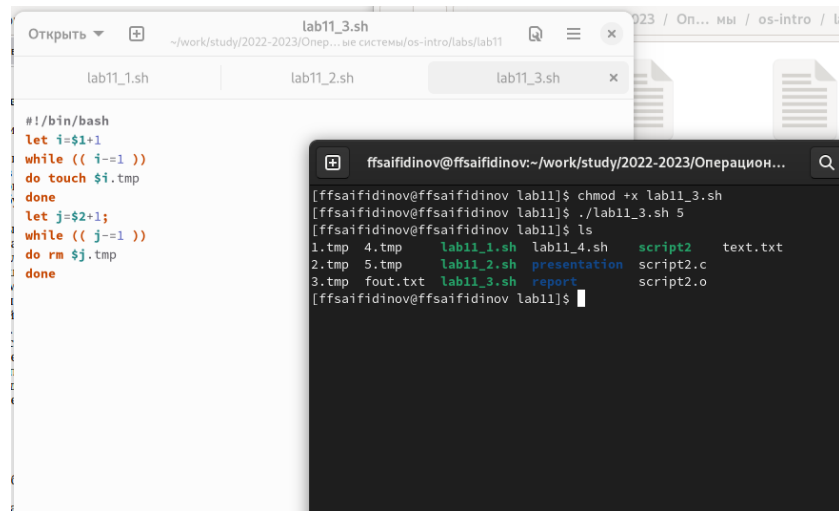 Открыть
lab11_3.sh
~/work/study/2022-2023/Опер…ые системы/os-intro/labs/lab11
023 / Оп… мы / os-intro /
lab11_1.sh
lab11_2.sh
lab11_3.sh
#!/bin/bash
let i=$1+1
while (( i-=1 ))
do touch $i.tmp
done
let j=$2+1;
while (( j-=1 ))
do rm $j.tmp
done
ffsaifidinov@ffsaifidinov:~/work/study/2022-2023/Операцион...
[ffsaifidinov@ffsaifidinov lab11]$ chmod +x lab11_3.sh
[ffsaifidinov@ffsaifidinov lab11]$ ./lab11_3.sh 5
[ffsaifidinov@ffsaifidinov lab11]$ ls
1.tmp 4.tmp lab11_1.sh lab11_4.sh script2 text.txt
2.tmp 5.tmp lab11_2.sh presentation script2.c
3.tmp fout.txt lab11_3.sh report script2.o
[ffsaifidinov@ffsaifidinov lab11]$